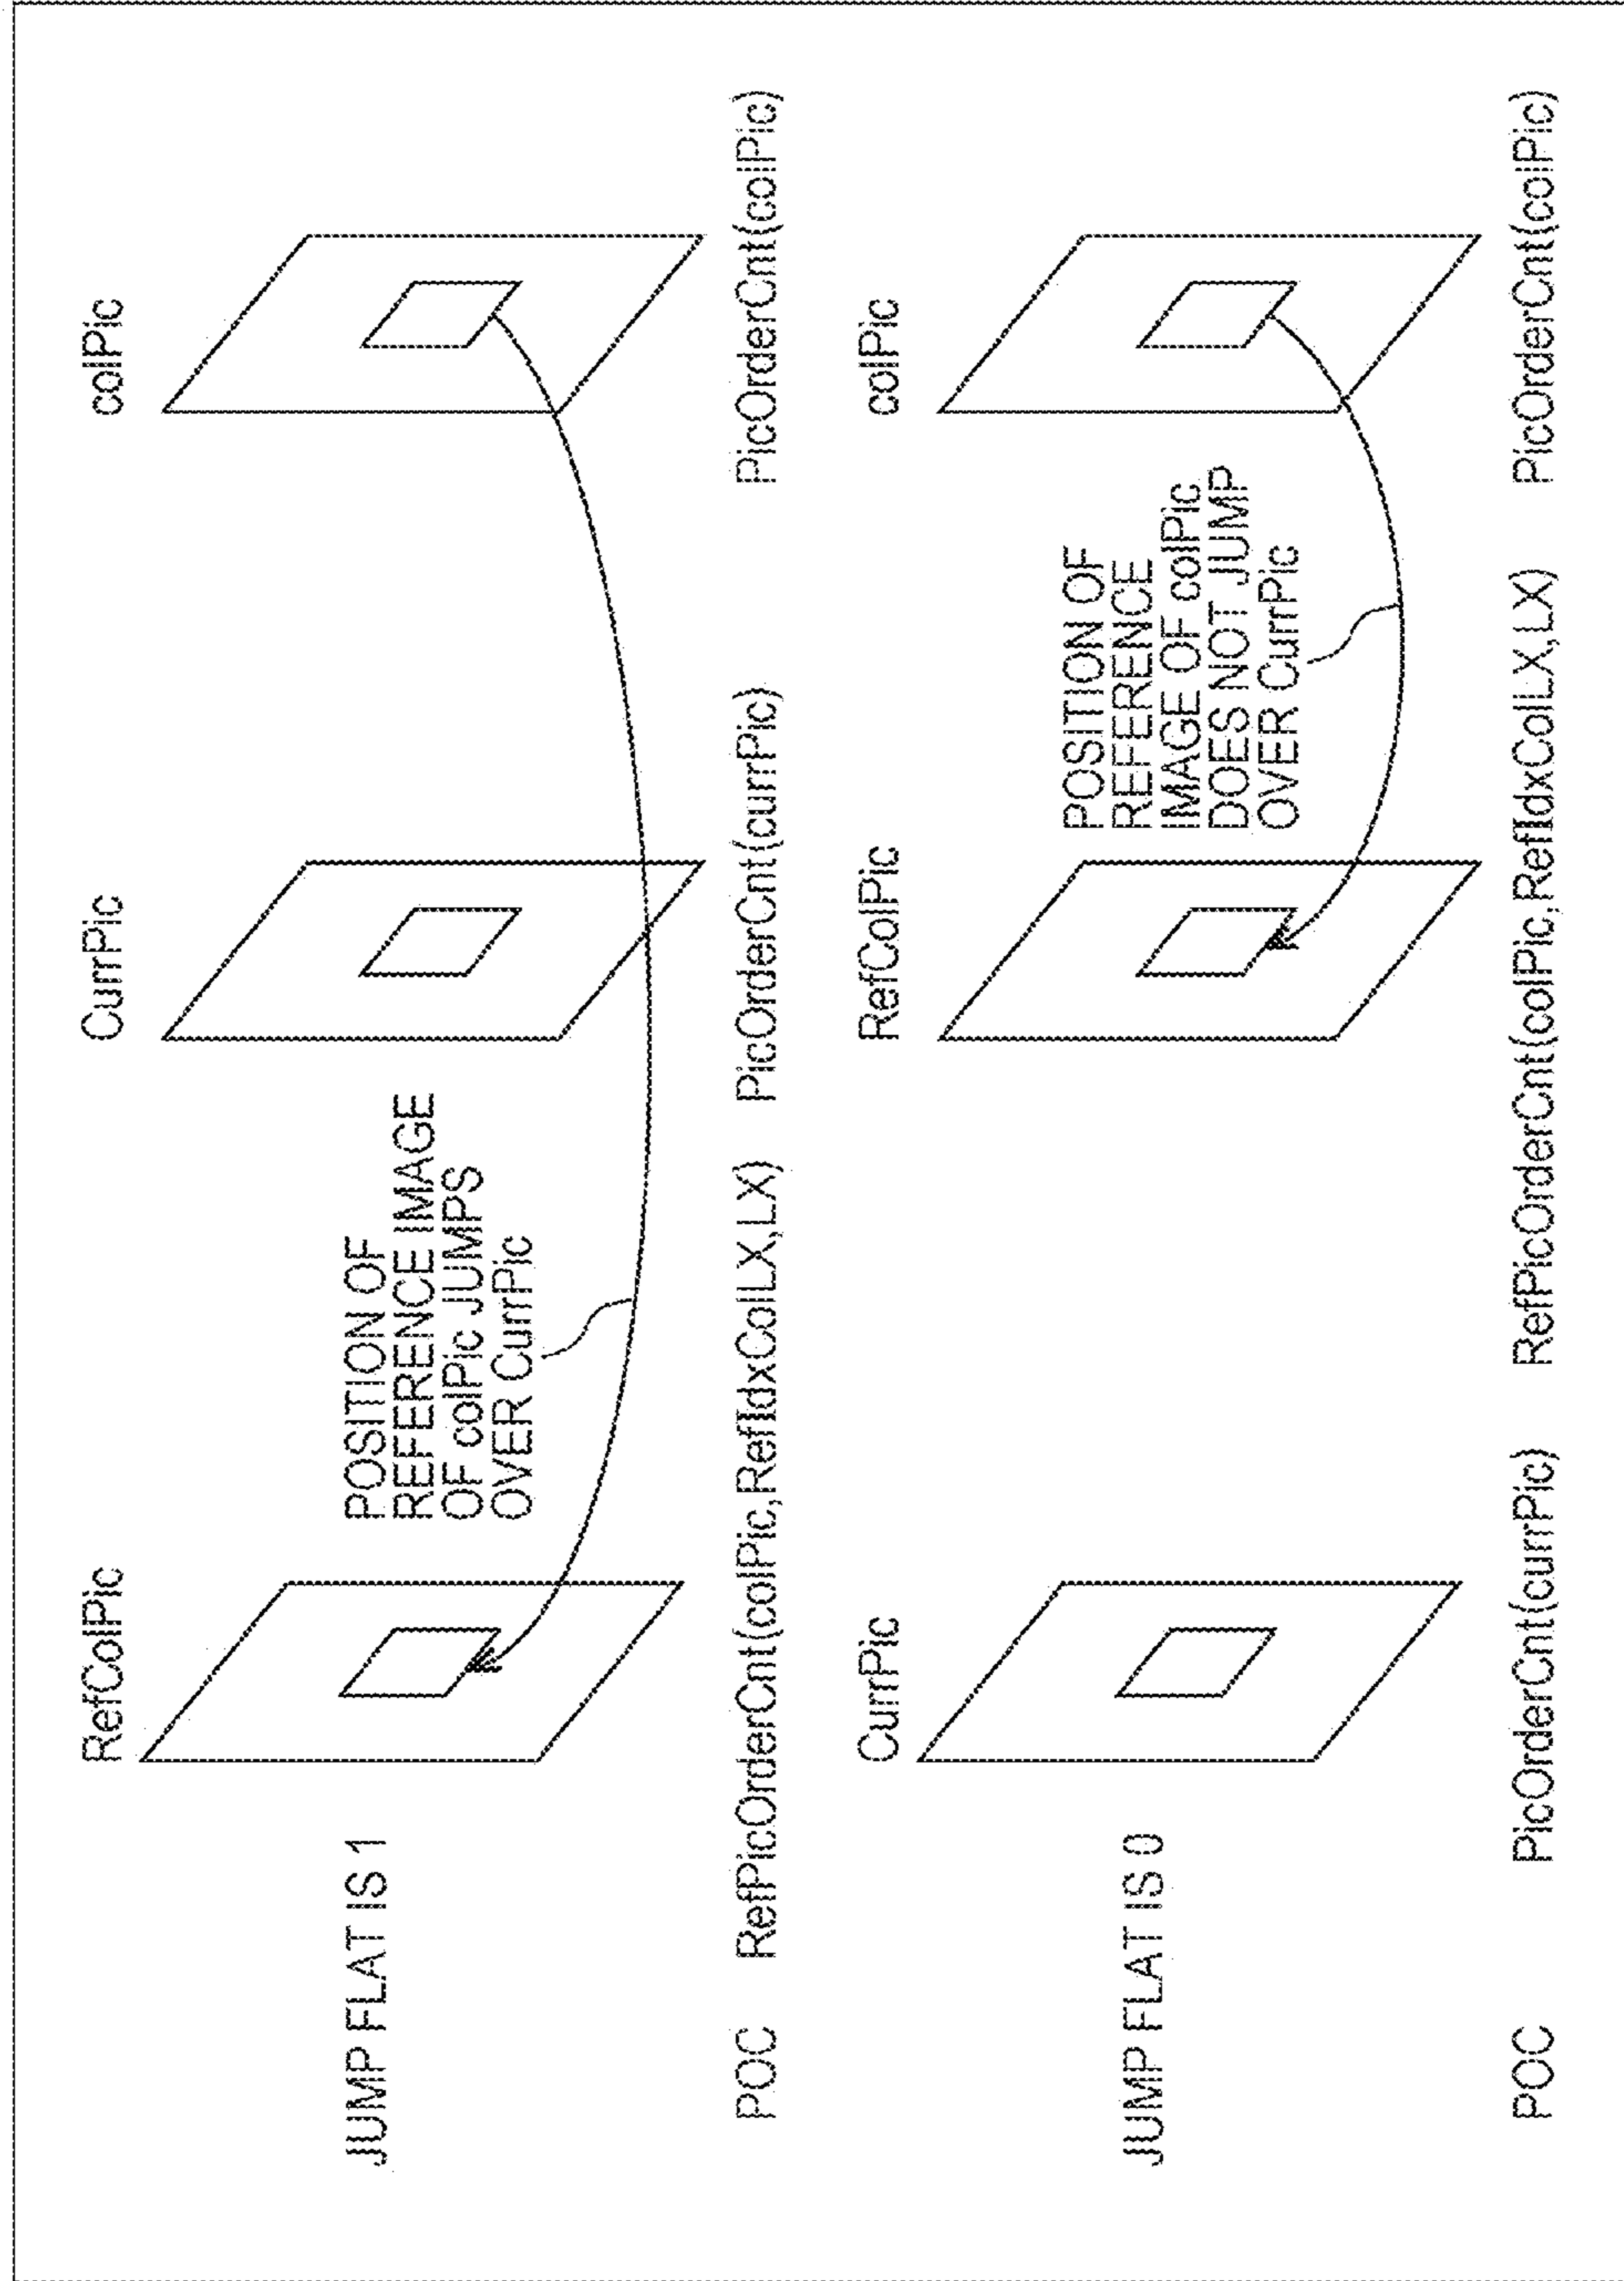 RefColPic
CurrPic
colPic
JUMP FLAT IS 1
POSITION OF
REFERENCE IMAGE
OF colPic JUMPS
OVER CurrPic
POC
RefPicOrderCnt(colPic,RefIdxColLX,LX)
PicOrderCnt(currPic)
PicOrderCnt(colPic)
CurrPic
RefColPic
colPic
JUMP FLAT IS 0
POSITION OF
REFERENCE
IMAGE OF colPic
DOES NOT JUMP
OVER CurrPic
POC
PicOrderCnt(currPic)
RefPicOrderCnt(colPic,RefIdxColLX,LX)
PicOrderCnt(colPic)